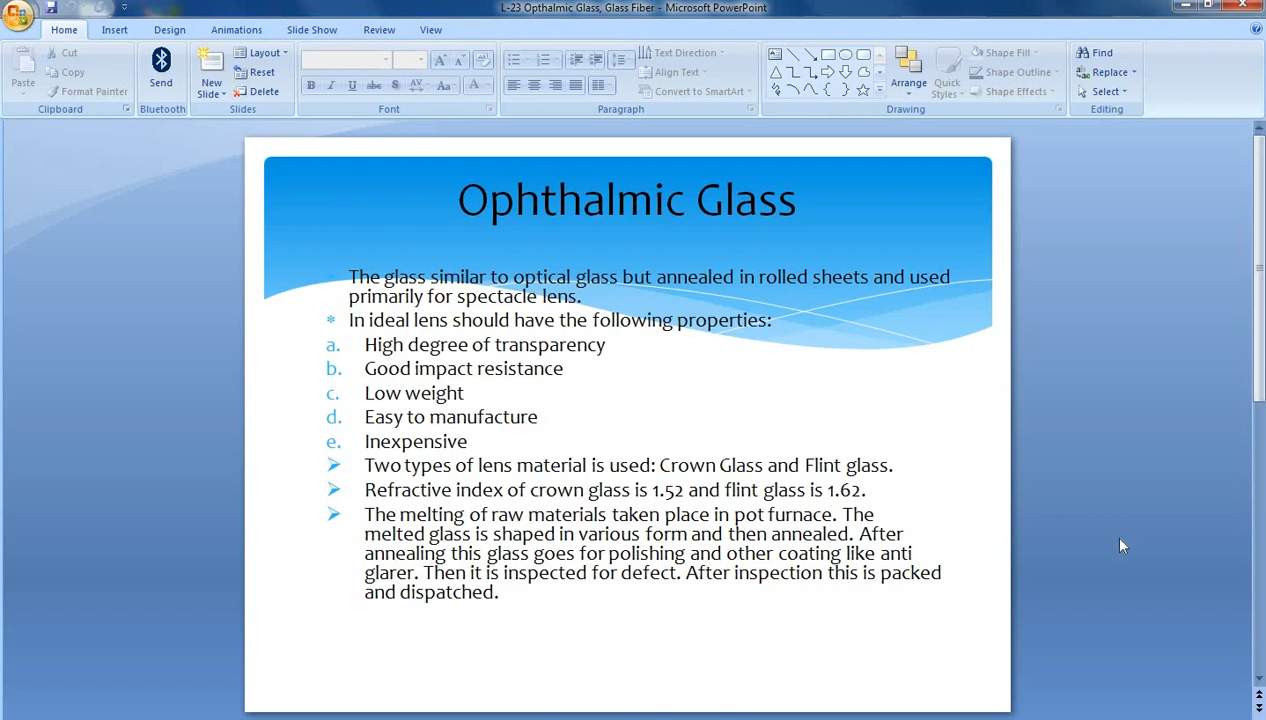 L-23 Opthalmic Glass, Glass Fiber - Microsoft PowerPoint
Home Insert Design Animations Slide Show Review View
Paste
Cut
Copy
Format Painter
Clipboard
Send
Bluetooth
New Slide
Layout
Reset
Delete
Slides
B I U abc S AV Aa A
Font
Text Direction
Align Text
Convert to SmartArt
Paragraph
Arrange
Quick Styles
Shape Fill
Shape Outline
Shape Effects
Drawing
Find
Replace
Select
Editing
Ophthalmic Glass
The glass similar to optical glass but annealed in rolled sheets and used
primarily for spectacle lens.
* In ideal lens should have the following properties:
a. High degree of transparency
b. Good impact resistance
c. Low weight
d. Easy to manufacture
e. Inexpensive
Two types of lens material is used: Crown Glass and Flint glass.
Refractive index of crown glass is 1.52 and flint glass is 1.62.
The melting of raw materials taken place in pot furnace. The
melted glass is shaped in various form and then annealed. After
annealing this glass goes for polishing and other coating like anti
glarer. Then it is inspected for defect. After inspection this is packed
and dispatched.